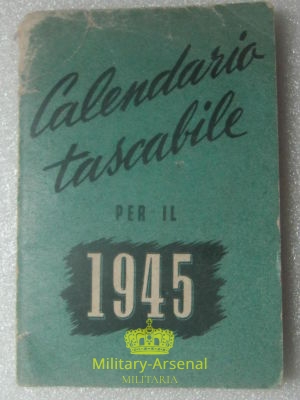 Calendario
tascabile
PER IL
1945
Military-Arsenal
MILITARIA